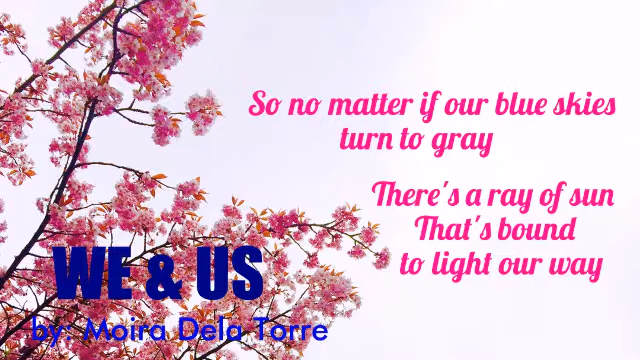 So no matter if our blue skies
turn to gray
There's a ray of sun
That's bound
to light our way
WE & US
by: Moira Dela Torre